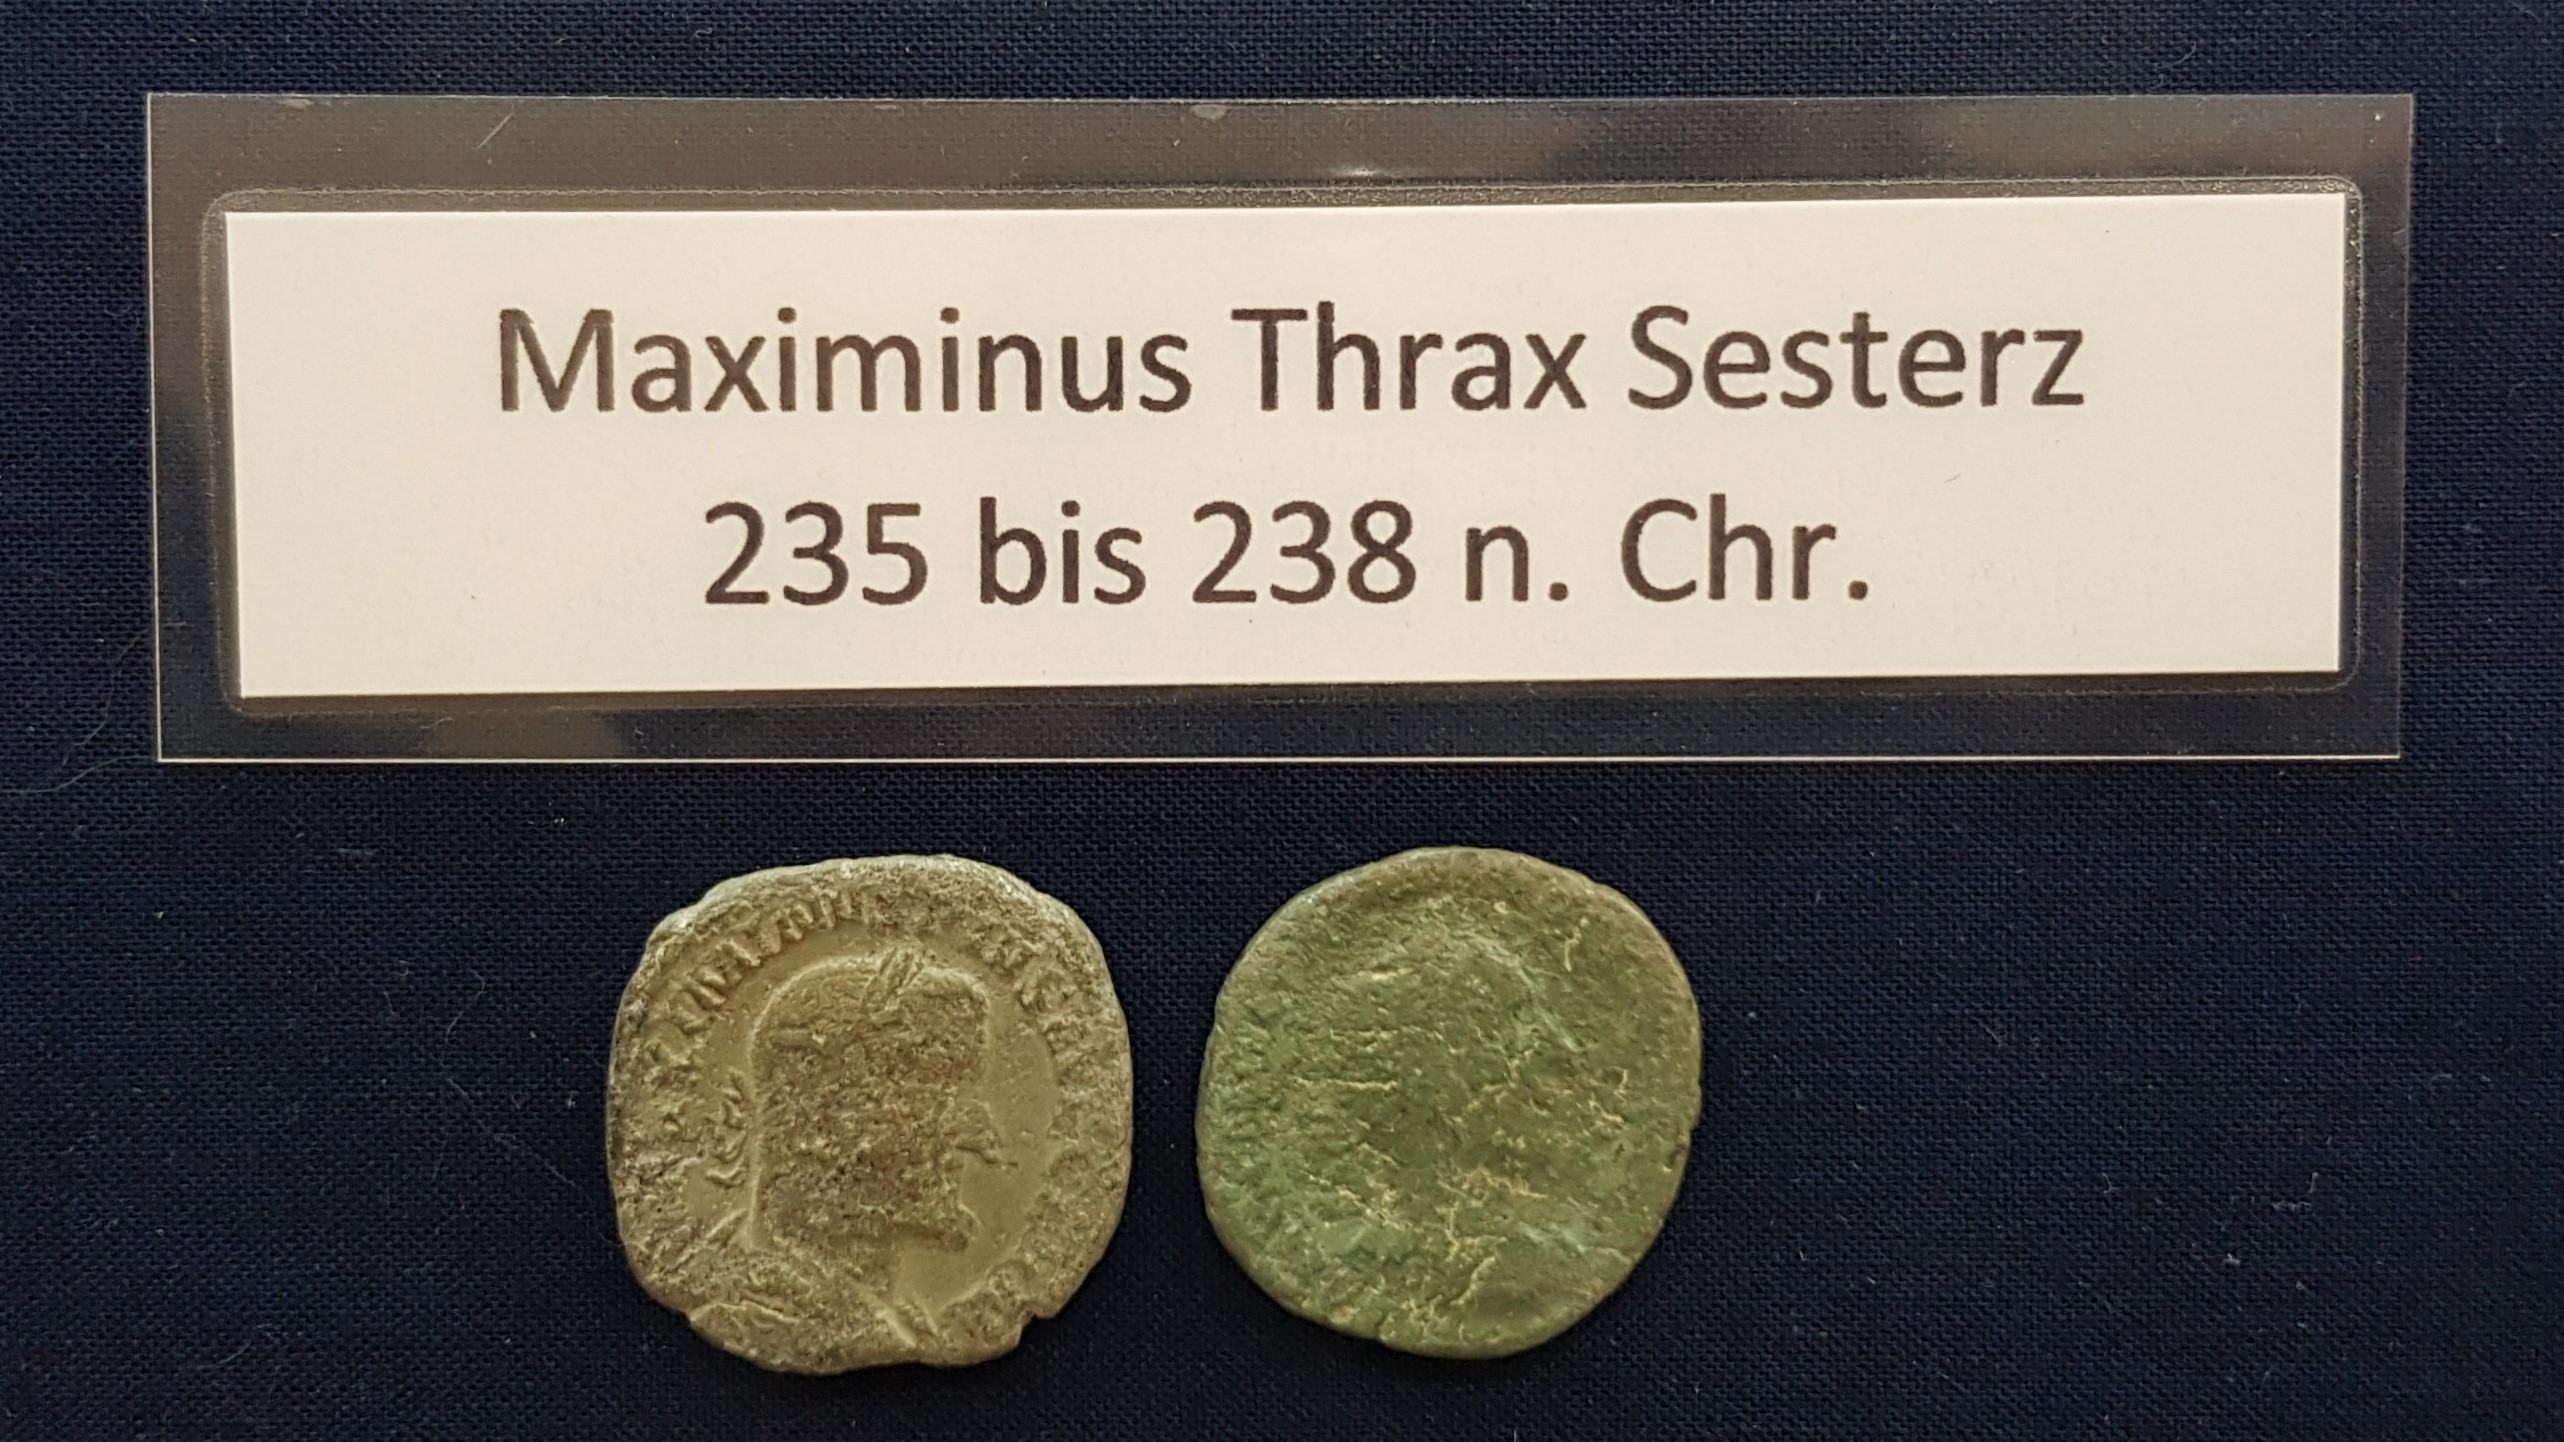 Maximinus Thrax Sesterz
235 bis 238 n. Chr.